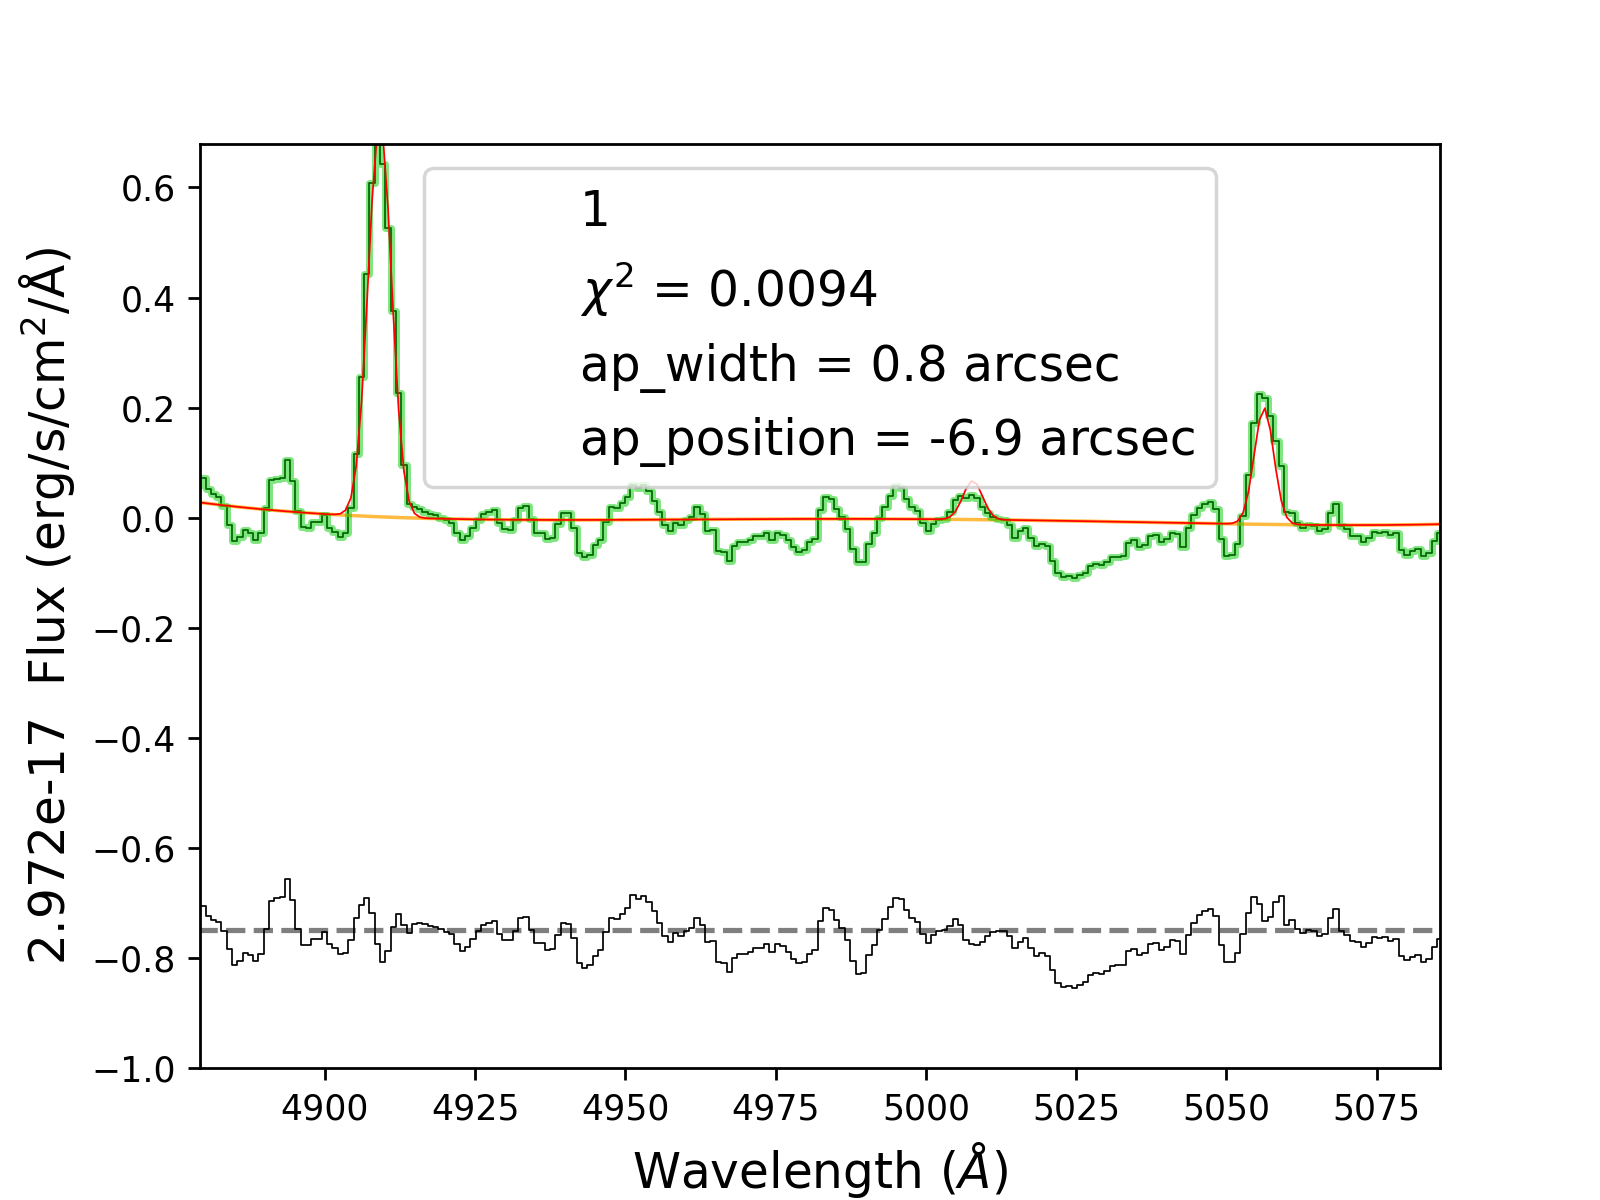 1
χ² = 0.0094
ap_width = 0.8 arcsec
ap_position = -6.9 arcsec
2.972e-17 Flux (erg/s/cm²/Å)
0.6
0.4
0.2
0.0
−0.2
−0.4
−0.6
−0.8
−1.0
4900 4925 4950 4975 5000 5025 5050 5075
Wavelength (Å)